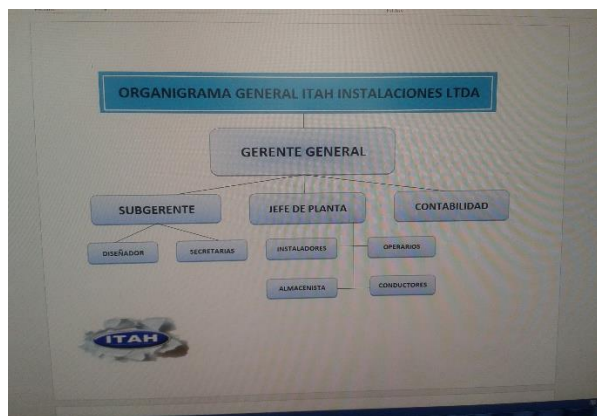 ORGANIGRAMA GENERAL ITAH INSTALACIONES LTDA
GERENTE GENERAL
SUBGERENTE
JEFE DE PLANTA
CONTABILIDAD
DISEÑADOR
SECRETARIAS
INSTALADORES
OPERARIOS
ALMACENISTA
CONDUCTORES
ITAH